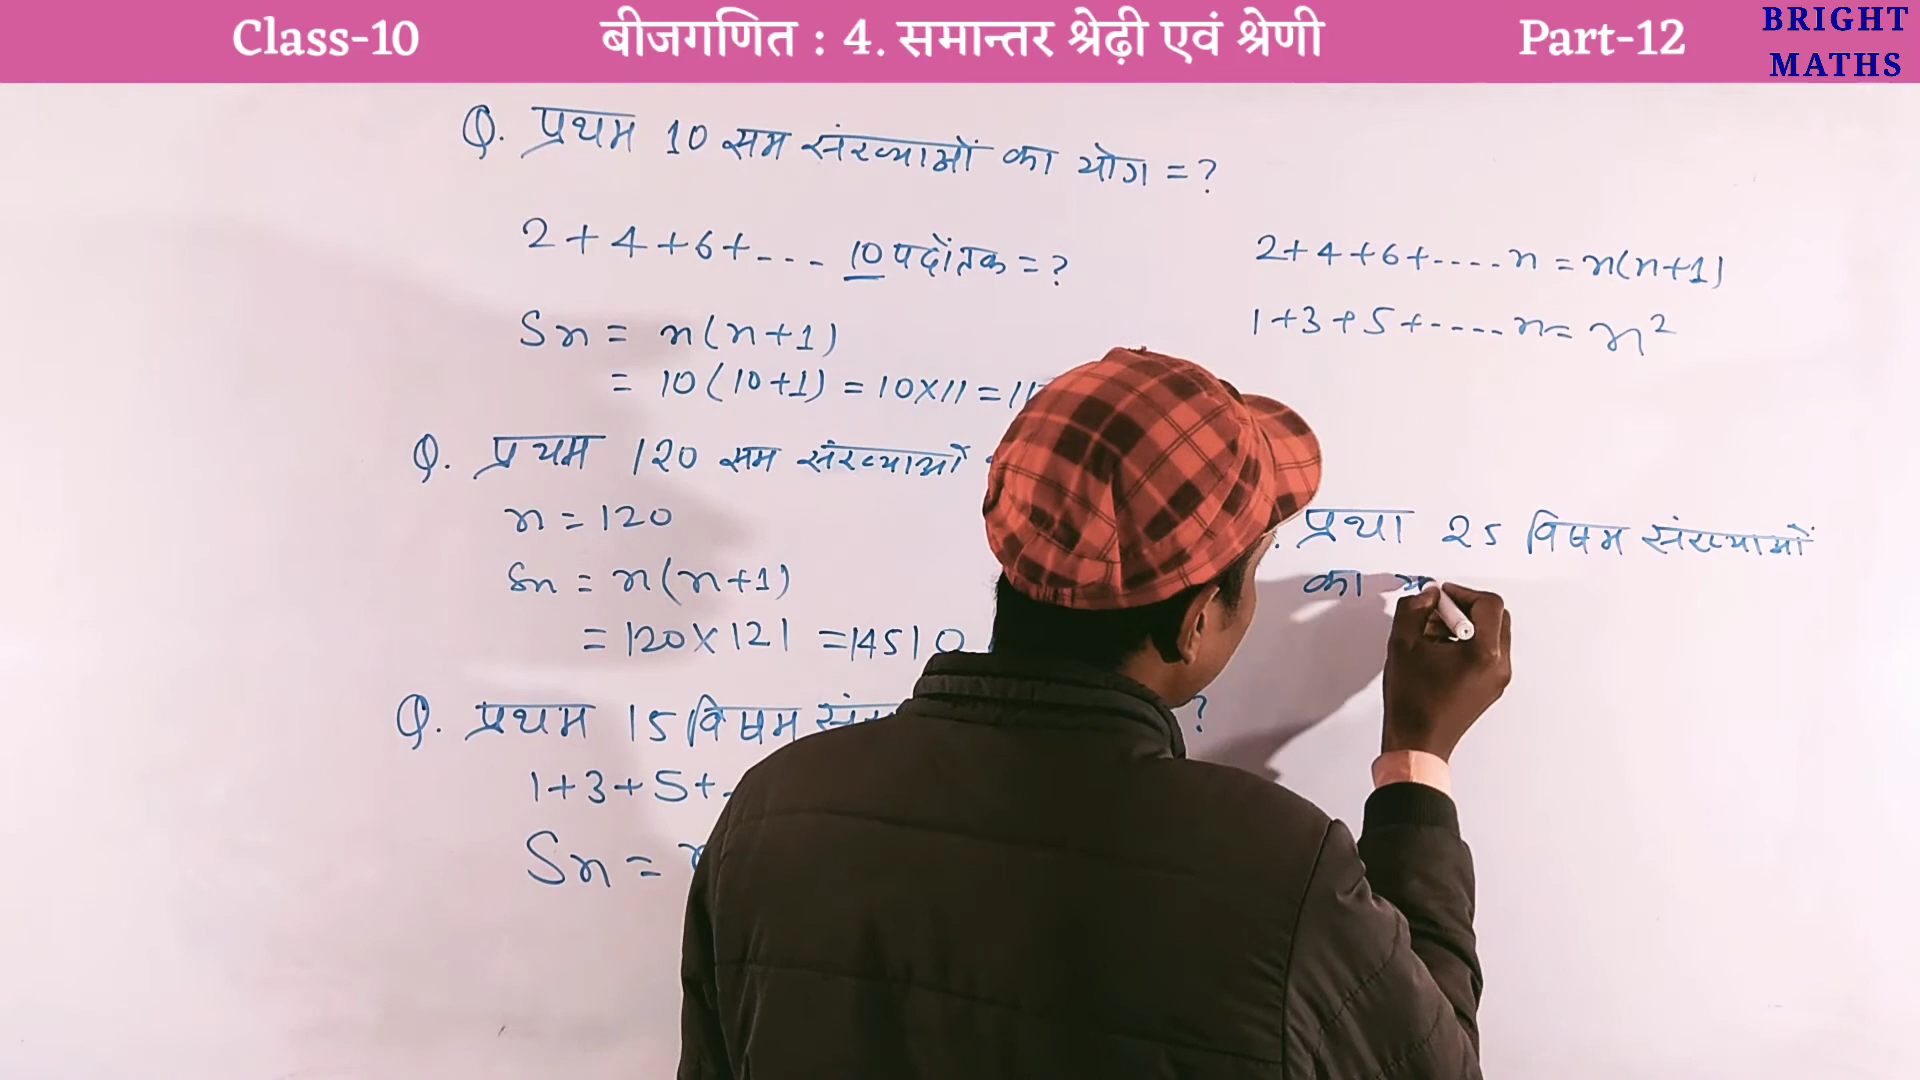 Class-10 बीजगणित : 4. समान्तर श्रेढ़ी एवं श्रेणी Part-12 BRIGHT MATHS
Q. प्रथम 10 सम संख्याओं का योग = ?
2 + 4 + 6 + - - - 10 पदों तक = ?
Sn = n(n+1)
= 10(10+1) = 10×11 = 11
Q. प्रथम 120 सम संख्याओं
n = 120
Sn = n(n+1)
= 120×121 = 14510
Q. प्रथम 15 विषम ?
1+3+5+
Sn =
2+4+6+----n = n(n+1)
1+3+5+----n = n²
प्रथा 25 विषम संख्याओं
का